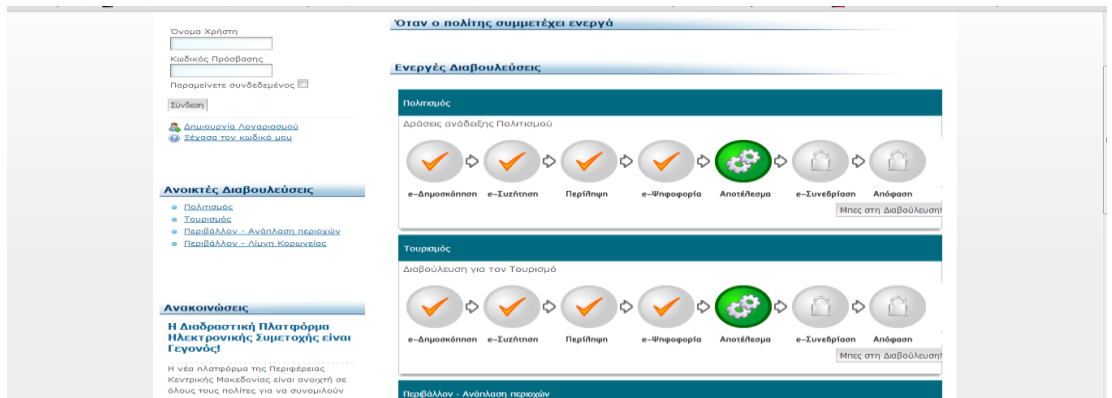 Όνομα Χρήστη
Κωδικός Πρόσβασης
Παραμείνετε συνδεδεμένος
Σύνδεση
Δημιουργία Λογαριασμού
Ξέχασα τον κωδικό μου
Ανοικτές Διαβουλεύσεις
Πολιτισμός
Τουρισμός
Περιβάλλον - Ανάπλαση περιοχών
Περιβάλλον - Λίμνη Κορωνείας
Ανακοινώσεις
Η Διαδραστική Πλατφόρμα
Ηλεκτρονικής Συμετοχής είναι
Γεγονός!
Η νέα πλατφόρμα της Περιφέρειας
Κεντρικής Μακεδονίας είναι ανοιχτή σε
όλους τους πολίτες για να συνομιλούν
Όταν ο πολίτης συμμετέχει ενεργά
Ενεργές Διαβουλεύσεις
Πολιτισμός
Δράσεις ανάδειξης Πολιτισμού
e-Δημοσκόπηση e-Συζήτηση Περίληψη e-Ψηφοφορία Αποτέλεσμα e-Συνεδρίαση Απόφαση
Μπες στη Διαβούλευση!
Τουρισμός
Διαβούλευση για τον Τουρισμό
e-Δημοσκόπηση e-Συζήτηση Περίληψη e-Ψηφοφορία Αποτέλεσμα e-Συνεδρίαση Απόφαση
Μπες στη Διαβούλευση!
Περιβάλλον - Ανάπλαση περιοχών